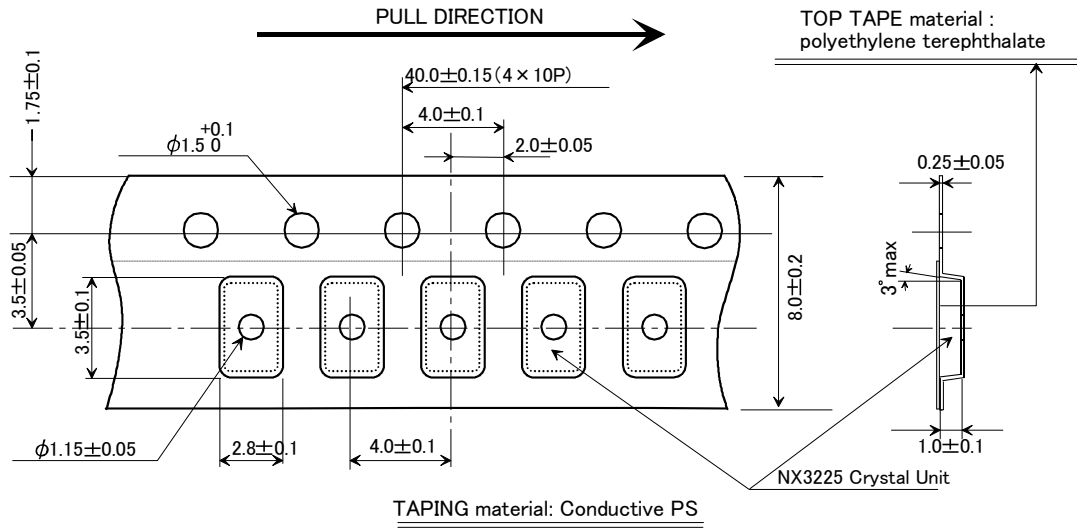 PULL DIRECTION
TOP TAPE material :
polyethylene terephthalate
1.75±0.1
40.0±0.15(4×10P)
4.0±0.1
+0.1
φ1.5 0
2.0±0.05
0.25±0.05
3.5±0.05
3.5±0.1
8.0±0.2
3°max
φ1.15±0.05
2.8±0.1
4.0±0.1
1.0±0.1
NX3225 Crystal Unit
TAPING material: Conductive PS